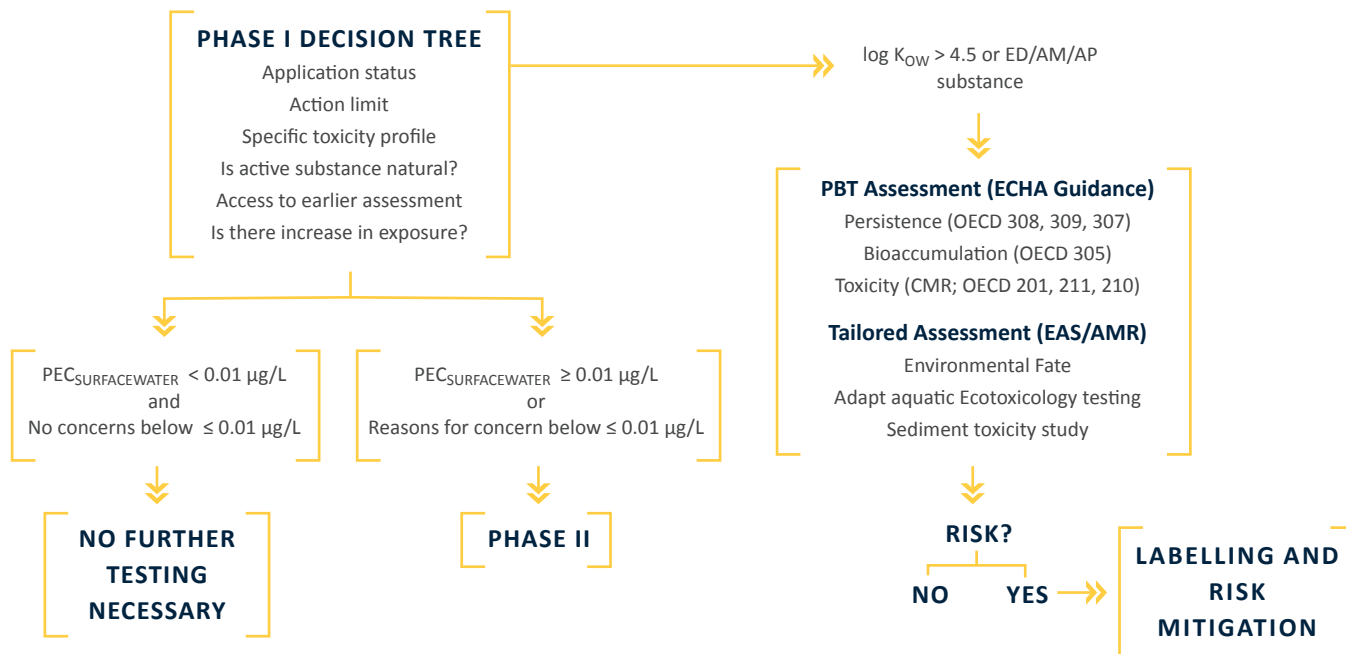 PHASE I DECISION TREE
Application status
Action limit
Specific toxicity profile
Is active substance natural?
Access to earlier assessment
Is there increase in exposure?
log K_OW > 4.5 or ED/AM/AP
substance
PBT Assessment (ECHA Guidance)
Persistence (OECD 308, 309, 307)
Bioaccumulation (OECD 305)
Toxicity (CMR; OECD 201, 211, 210)
Tailored Assessment (EAS/AMR)
Environmental Fate
Adapt aquatic Ecotoxicology testing
Sediment toxicity study
PEC_SURFACEWATER < 0.01 µg/L
and
No concerns below ≤ 0.01 µg/L
PEC_SURFACEWATER ≥ 0.01 µg/L
or
Reasons for concern below ≤ 0.01 µg/L
NO FURTHER
TESTING
NECESSARY
PHASE II
RISK?
NO
YES
LABELLING AND
RISK
MITIGATION